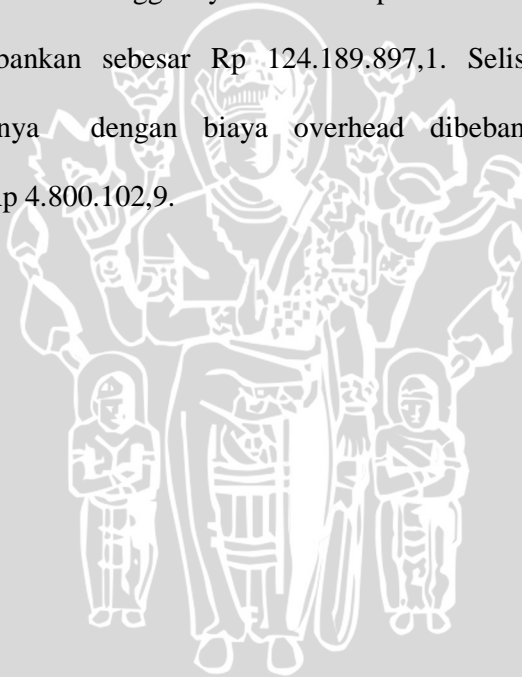 bankan sebesar Rp 124.189.897,1. Selis
nya dengan biaya overhead dibeban
p 4.800.102,9.